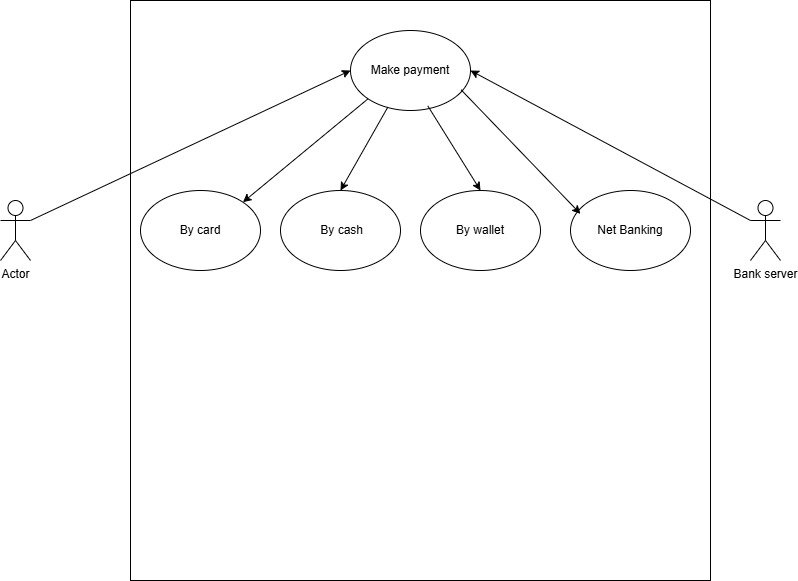 Make payment
By card
By cash
By wallet
Net Banking
Actor
Bank server